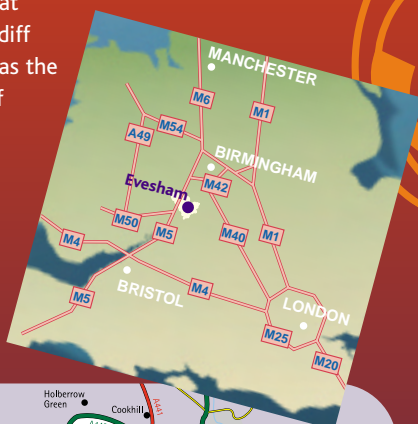 at
diff
as the
f
MANCHESTER
M6
M1
M54
A49
BIRMINGHAM
Evesham
M42
M50
M5
M4
M40
M1
M5
BRISTOL
M4
LONDON
M25
M20
Holberrow
Green
Cookhill
A441